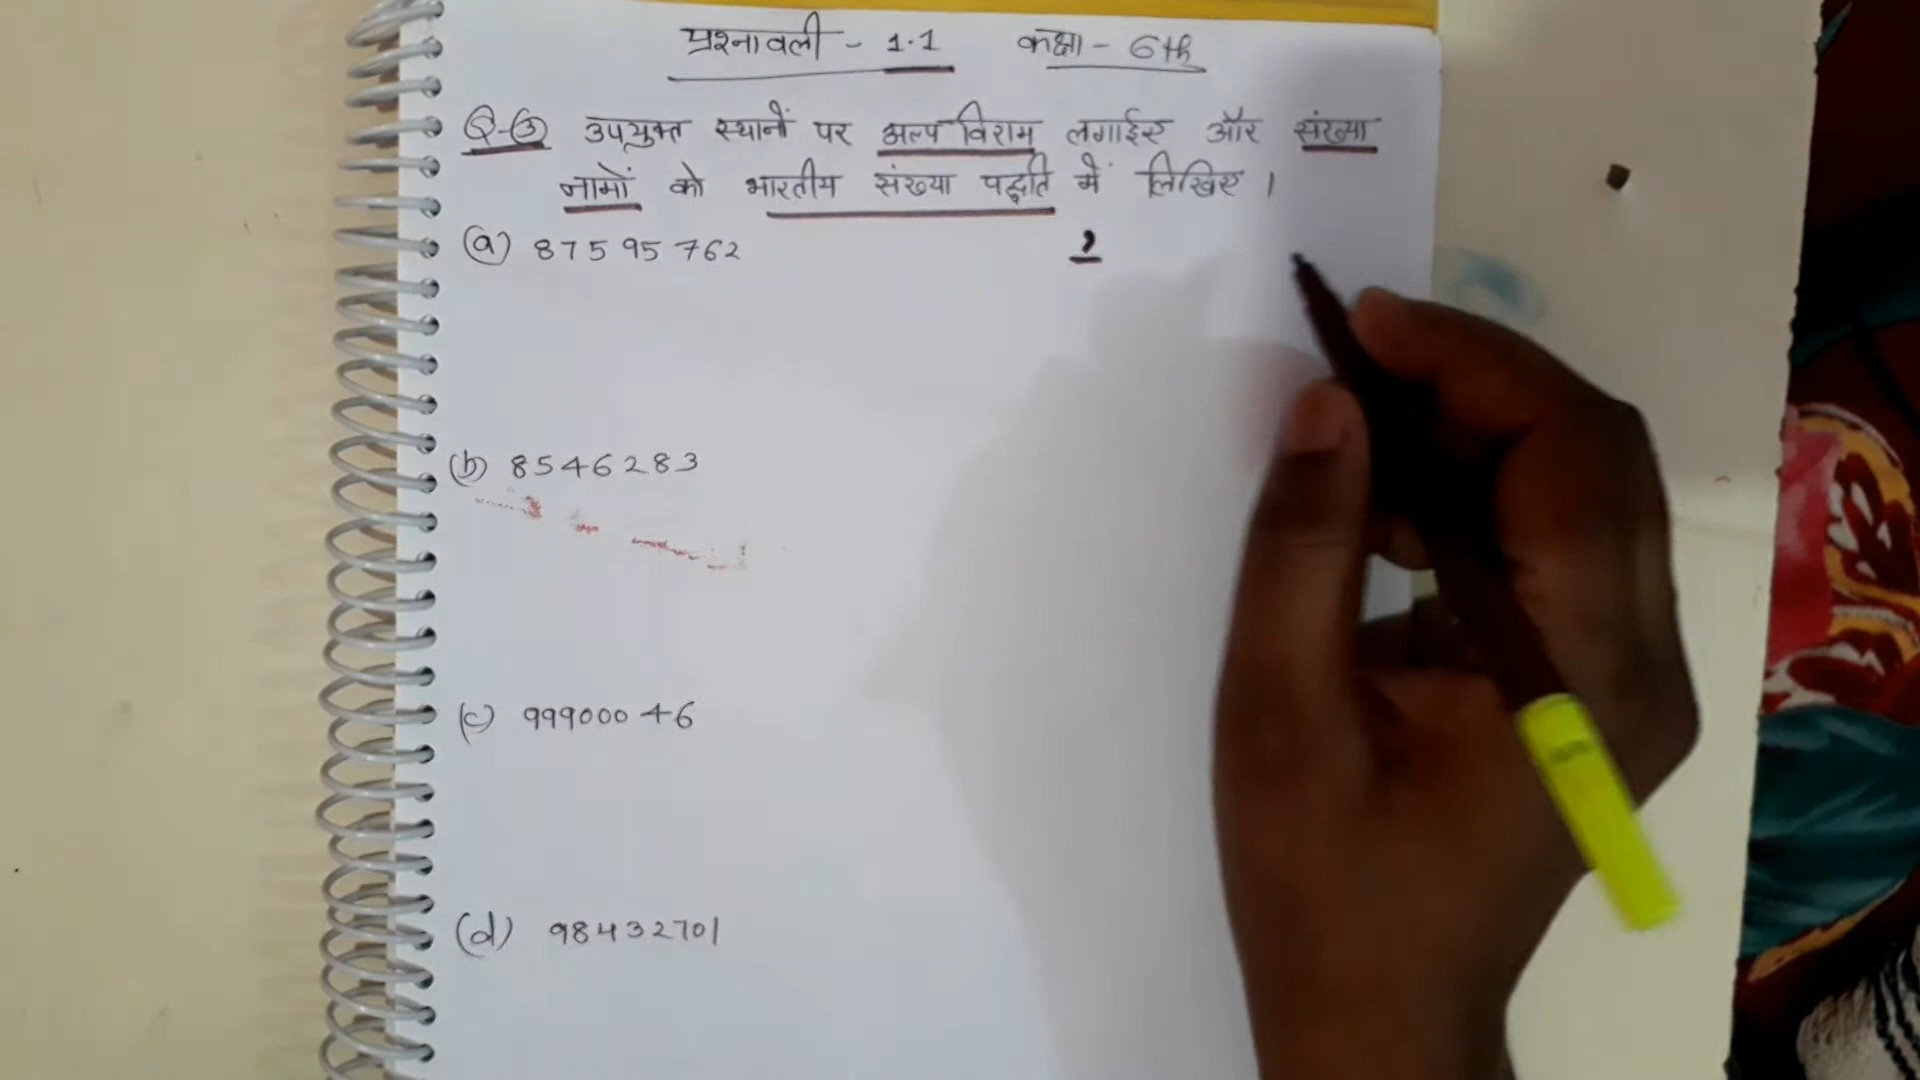 प्रश्नावली - 1.1 कक्षा - 6th
Q-③ उपयुक्त स्थानों पर अल्प विराम लगाईए और संख्या
नामों को भारतीय संख्या पद्धति में लिखिए ।
(a) 87595762 ,
(b) 8546283
(c) 99900046
(d) 98432701